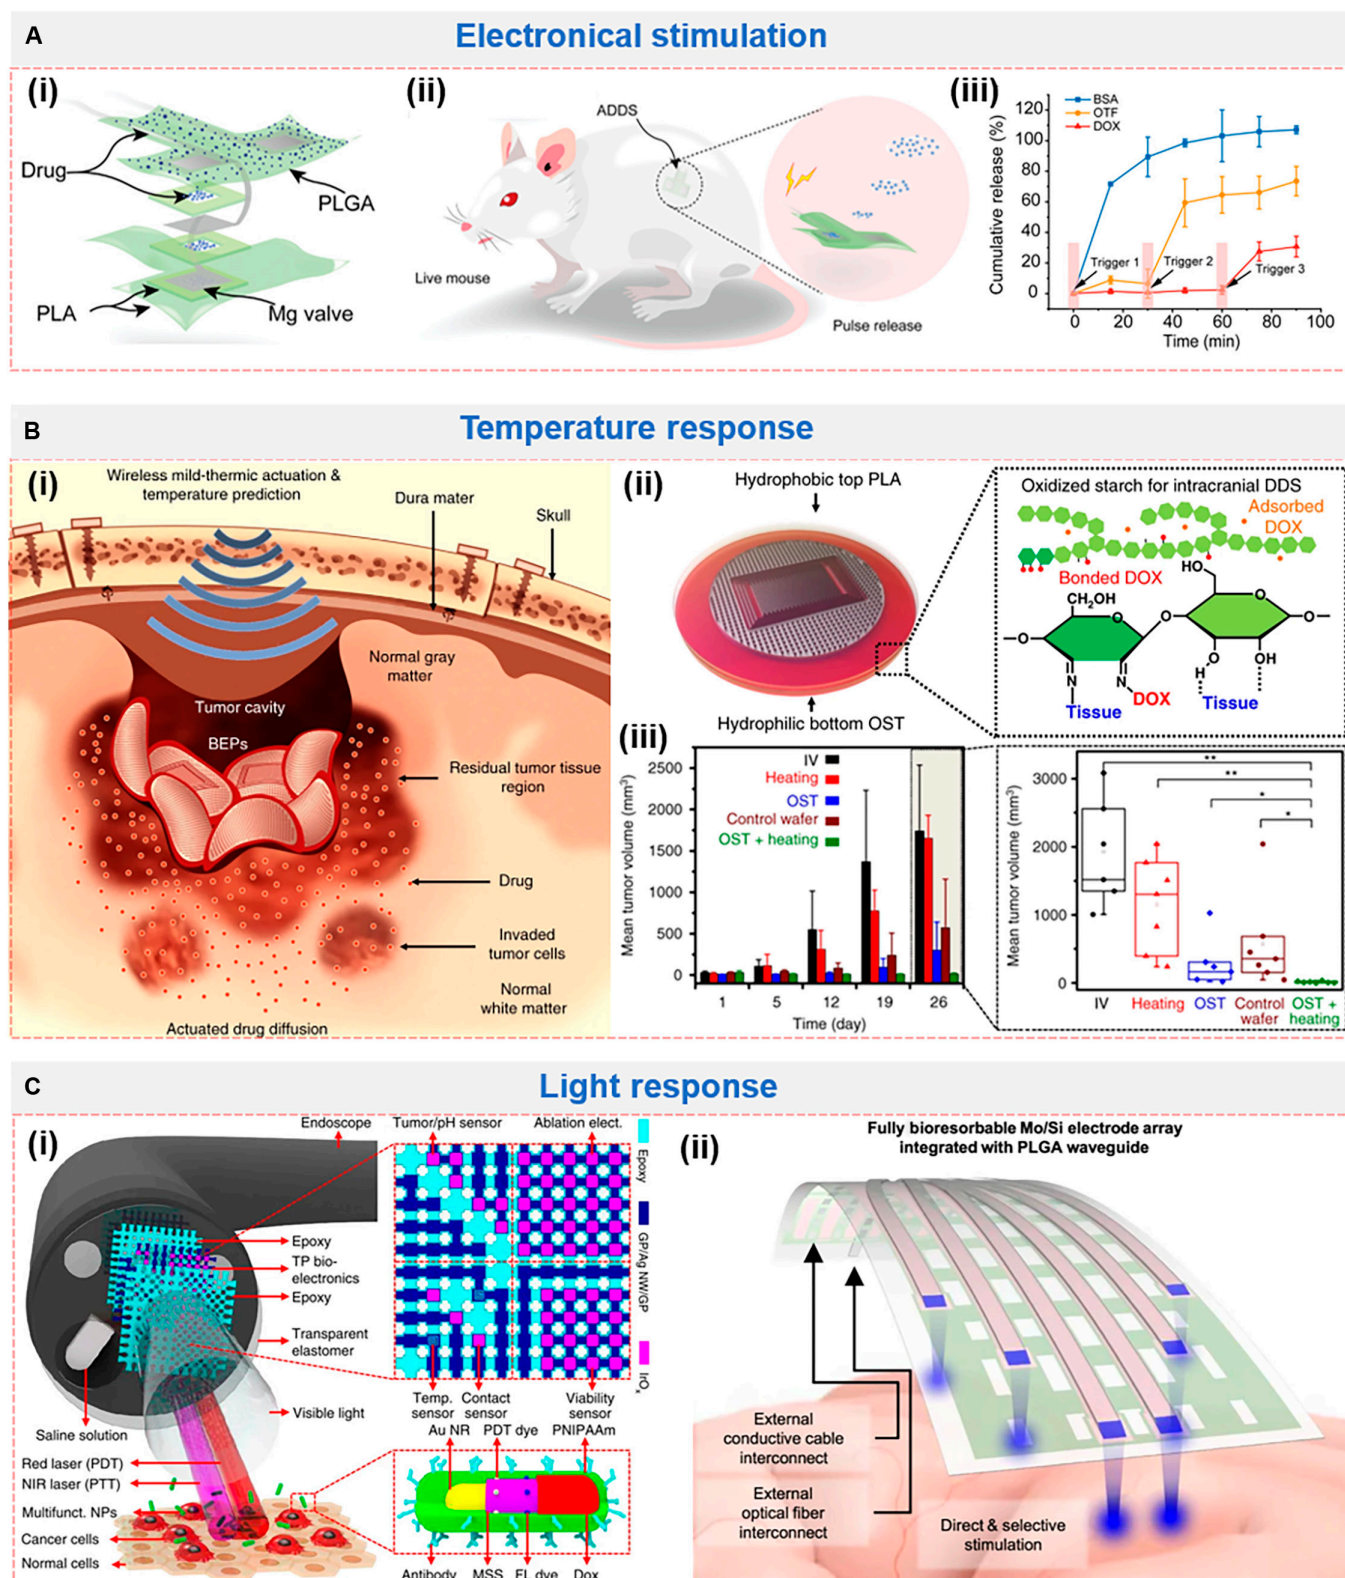 A
Electronical stimulation
(i)
Drug
PLGA
PLA
Mg valve
(ii)
ADDS
Live mouse
Pulse release
(iii)
120
100
80
60
40
20
0
Cumulative release (%)
BSA
OTF
DOX
Trigger 1
Trigger 2
Trigger 3
0 20 40 60 80 100
Time (min)
B
Temperature response
(i)
Wireless mild-thermic actuation &
temperature prediction
Dura mater
Skull
Normal gray
matter
Tumor cavity
BEPs
Residual tumor tissue
region
Drug
Invaded
tumor cells
Normal
white matter
Actuated drug diffusion
(ii)
Hydrophobic top PLA
Hydrophilic bottom OST
Oxidized starch for intracranial DDS
Adsorbed
DOX
Bonded DOX
HO
CH2OH
O
O
O
O
O
O
OH
H
N
N
DOX
Tissue
Tissue
(iii)
2500
2000
1500
1000
500
0
Mean tumor volume (mm³)
IV
Heating
OST
Control wafer
OST + heating
1 5 12 19 26
Time (day)
3000
2000
1000
0
Mean tumor volume (mm³)
**
**
*
*
IV
Heating
OST
Control
wafer
OST +
heating
C
Light response
(i)
Endoscope
Tumor/pH sensor
Ablation elect.
Epoxy
GP/Ag NW/GP
IrOx
Epoxy
TP bio-
electronics
Epoxy
Transparent
elastomer
Visible light
Saline solution
Red laser (PDT)
NIR laser (PTT)
Multifunct. NPs
Cancer cells
Normal cells
Temp.
sensor
Contact
sensor
Viability
sensor
Au NR
PDT dye
PNIPAAm
Antibody
MSS
FL dye
Dox
(ii)
Fully bioresorbable Mo/Si electrode array
integrated with PLGA waveguide
External
conductive cable
interconnect
External
optical fiber
interconnect
Direct & selective
stimulation